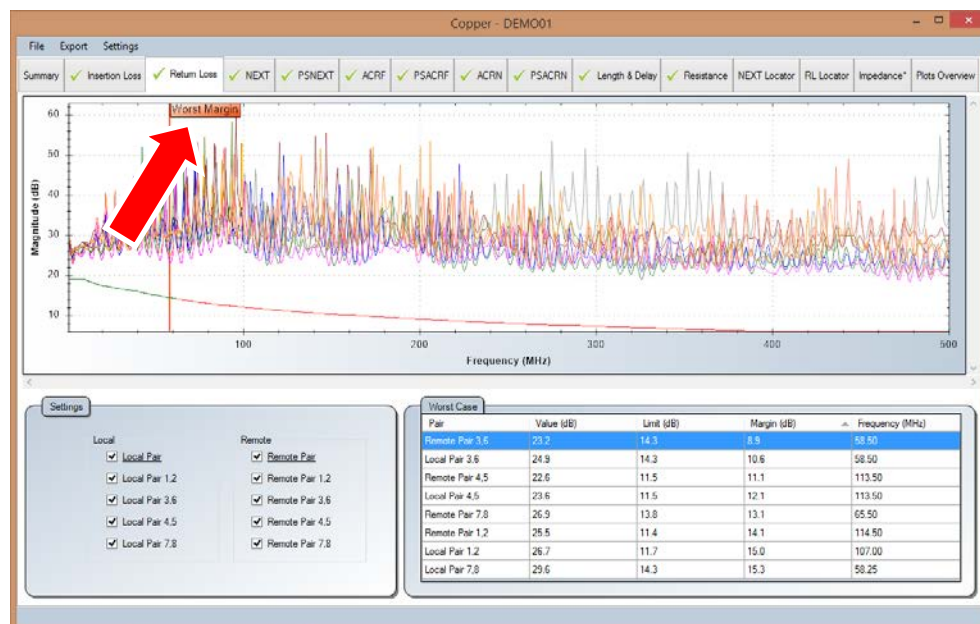 Copper - DEMO01
File Export Settings
Summary Insertion Loss Return Loss NEXT PSNEXT ACRF PSACRF ACRN PSACRN Length & Delay Resistance NEXT Locator RL Locator Impedance* Plots Overview
Worst Margin
60
50
40
30
20
10
Magnitude (dB)
100 200 300 400 500
Frequency (MHz)
Settings
Local Remote
Local Pair Remote Pair
Local Pair 1,2 Remote Pair 1,2
Local Pair 3,6 Remote Pair 3,6
Local Pair 4,5 Remote Pair 4,5
Local Pair 7,8 Remote Pair 7,8
Worst Case
Pair Value (dB) Limit (dB) Margin (dB) Frequency (MHz)
Remote Pair 3,6 23.2 14.3 8.9 58.50
Local Pair 3,6 24.9 14.3 10.6 58.50
Remote Pair 4,5 22.6 11.5 11.1 113.50
Local Pair 4,5 23.6 11.5 12.1 113.50
Remote Pair 7,8 26.9 13.8 13.1 65.50
Remote Pair 1,2 25.5 11.4 14.1 114.50
Local Pair 1,2 26.7 11.7 15.0 107.00
Local Pair 7,8 29.6 14.3 15.3 58.25